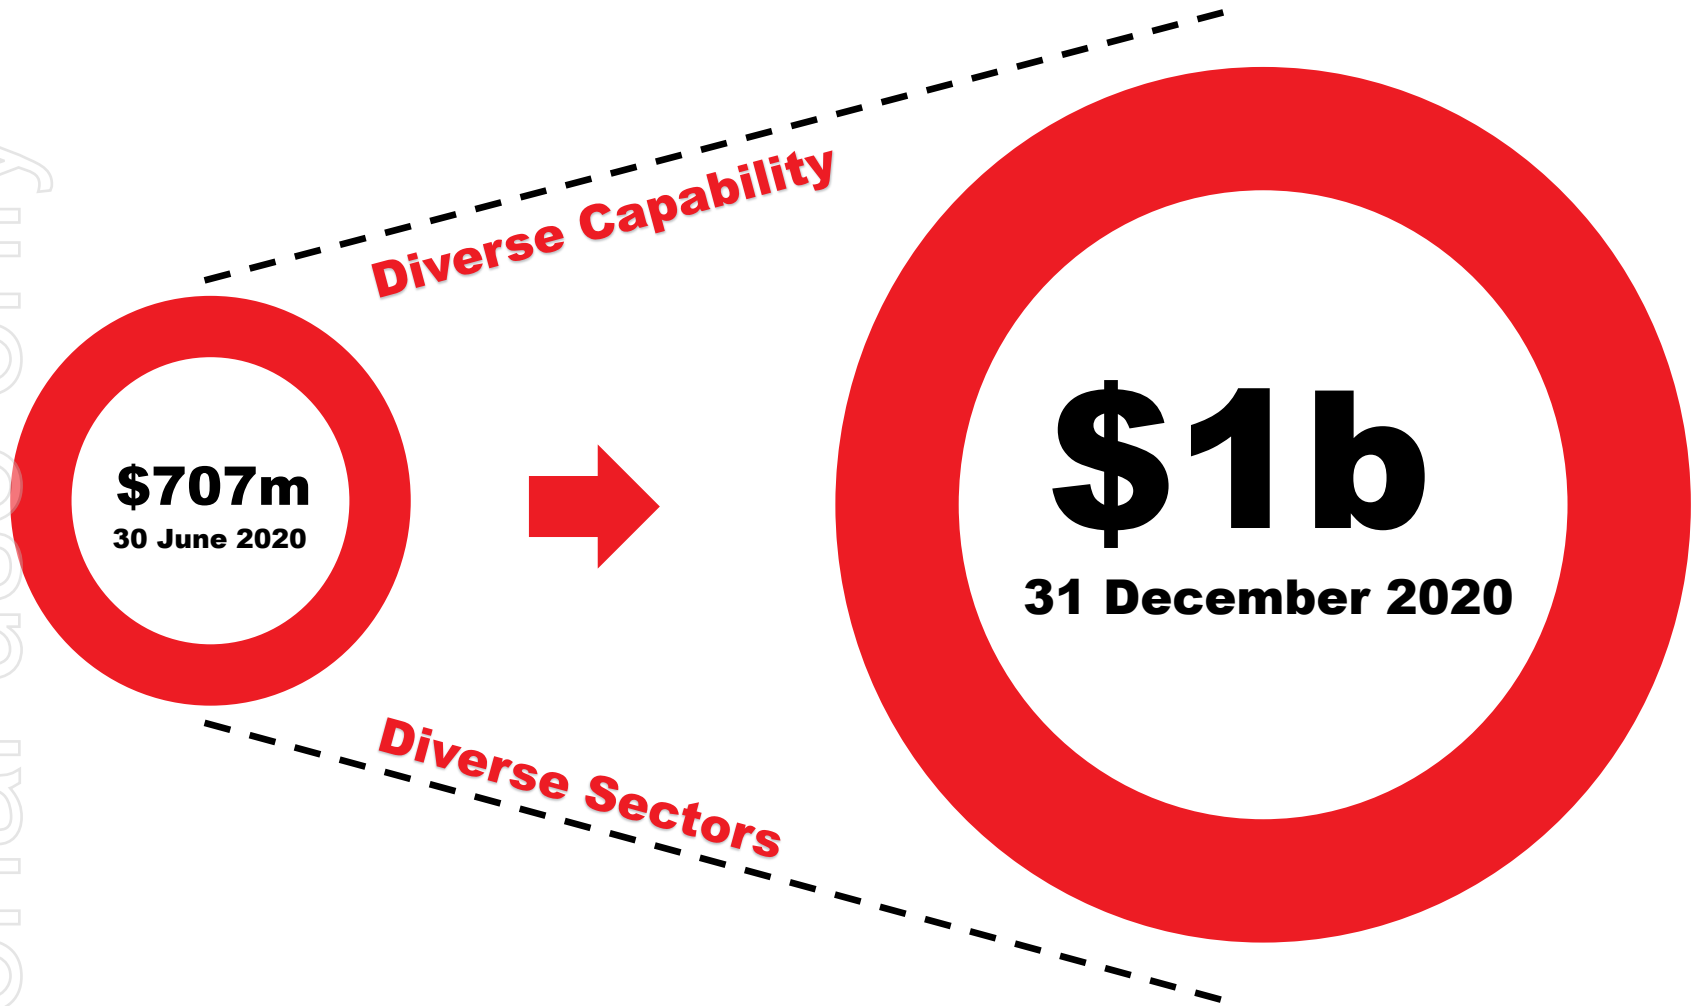 Diverse Capability
$707m
30 June 2020
$1b
31 December 2020
Diverse Sectors